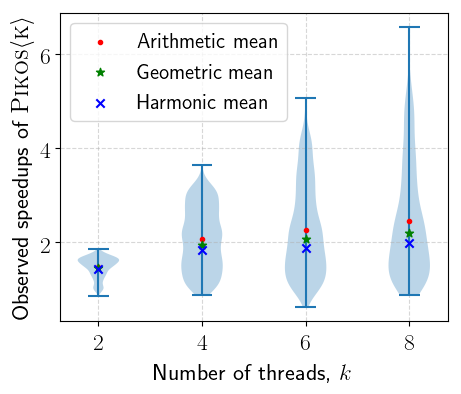 Arithmetic mean
Geometric mean
Harmonic mean
Observed speedups of PIKOS⟨K⟩
6
4
2
2 4 6 8
Number of threads, k